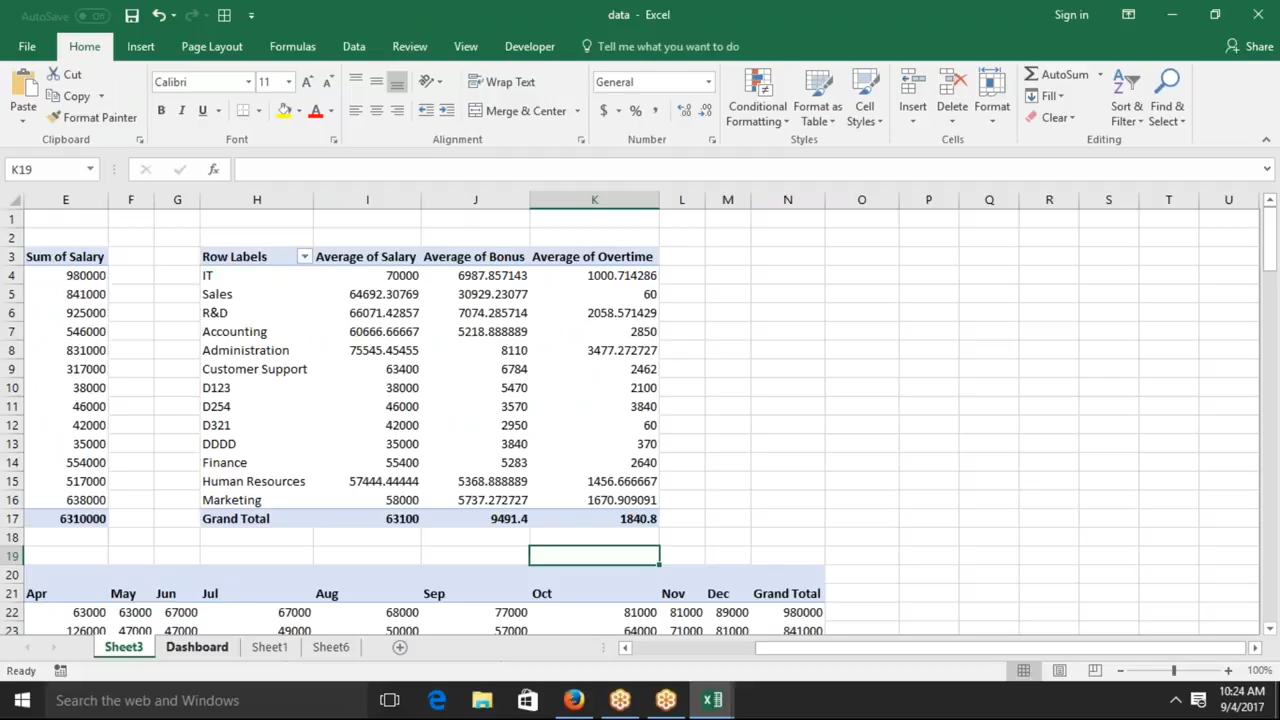 AutoSave Off
data - Excel
Sign in
File Home Insert Page Layout Formulas Data Review View Developer Tell me what you want to do Share
Paste
Cut
Copy
Format Painter
Clipboard
Calibri 11
B I U
Font
Wrap Text
Merge & Center
Alignment
General
$ % ,
Number
Conditional Formatting
Format as Table
Cell Styles
Styles
Insert
Delete
Format
Cells
AutoSum
Fill
Clear
Sort & Filter
Find & Select
Editing
K19 fx
E F G H I J K L M N O P Q R S T U
1
2
3 Sum of Salary Row Labels Average of Salary Average of Bonus Average of Overtime
4 980000 IT 70000 6987.857143 1000.714286
5 841000 Sales 64692.30769 30929.23077 60
6 925000 R&D 66071.42857 7074.285714 2058.571429
7 546000 Accounting 60666.66667 5218.888889 2850
8 831000 Administration 75545.45455 8110 3477.272727
9 317000 Customer Support 63400 6784 2462
10 38000 D123 38000 5470 2100
11 46000 D254 46000 3570 3840
12 42000 D321 42000 2950 60
13 35000 DDDD 35000 3840 370
14 554000 Finance 55400 5283 2640
15 517000 Human Resources 57444.44444 5368.888889 1456.666667
16 638000 Marketing 58000 5737.272727 1670.909091
17 6310000 Grand Total 63100 9491.4 1840.8
18
19
20
21 Apr May Jun Jul Aug Sep Oct Nov Dec Grand Total
22 63000 63000 67000 67000 68000 77000 81000 81000 89000 980000
23 126000 47000 47000 49000 50000 57000 64000 71000 81000 841000
Sheet3 Dashboard Sheet1 Sheet6
Ready 100%
Search the web and Windows
10:24 AM
9/4/2017